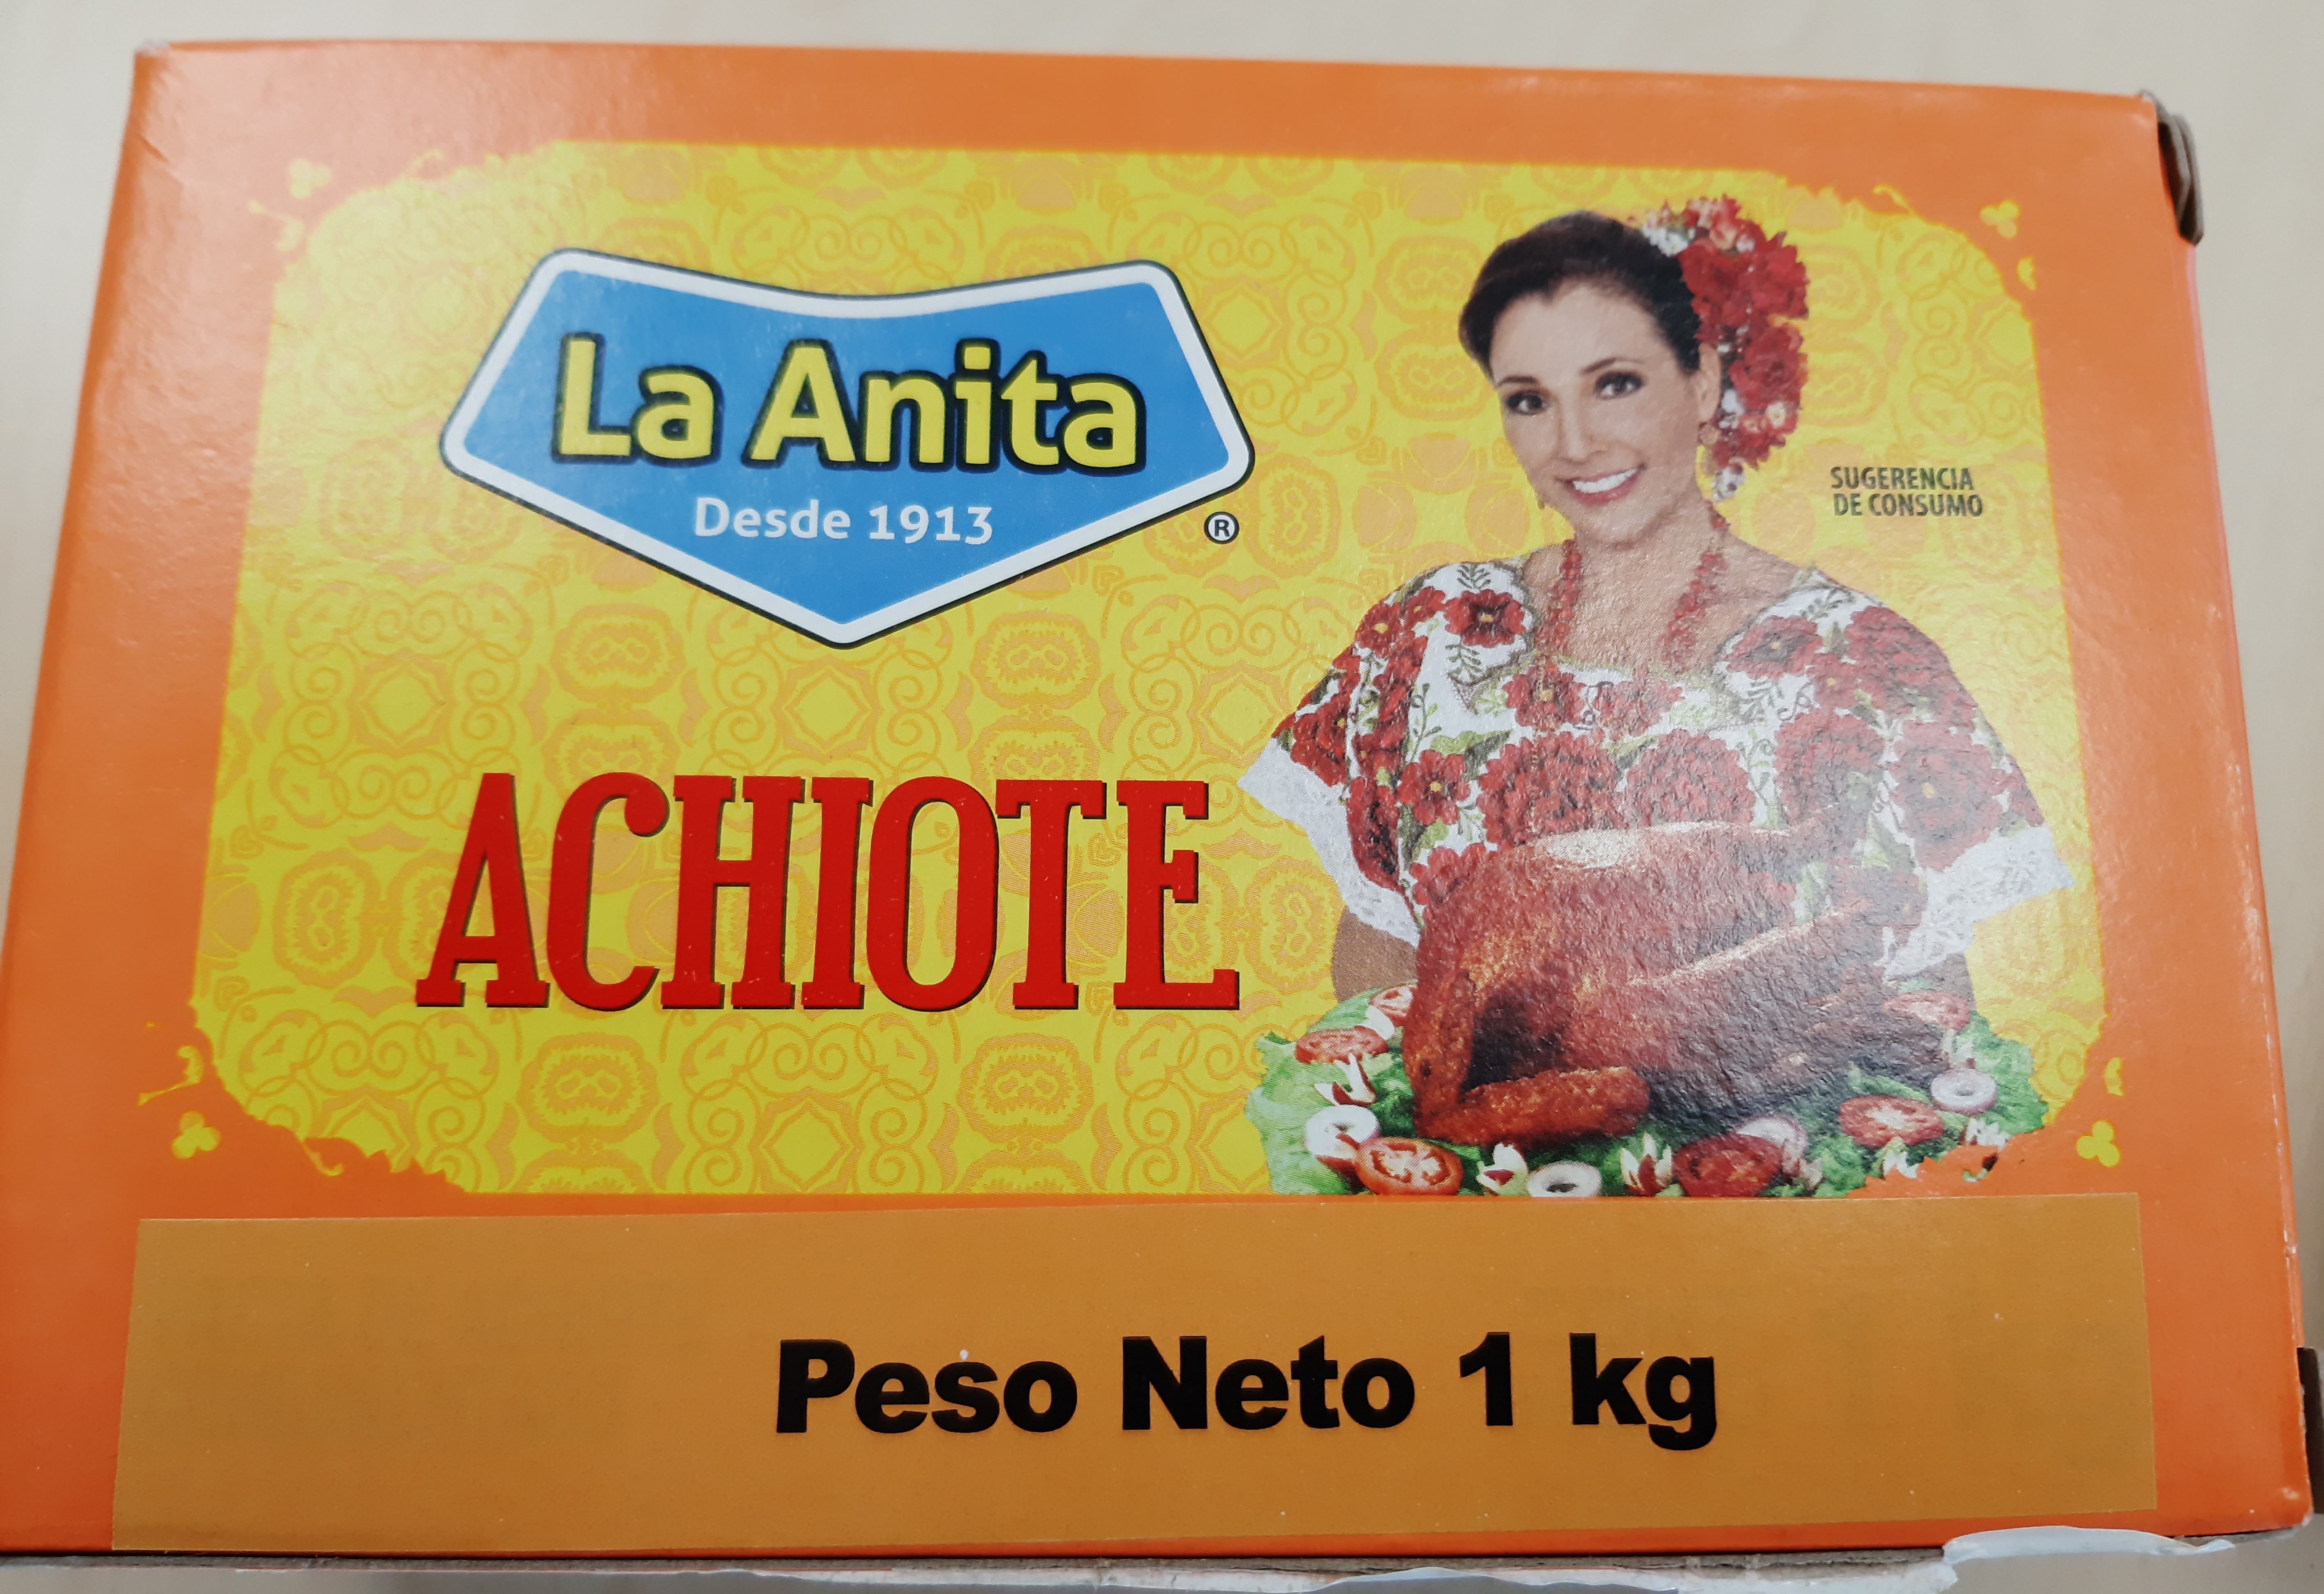 La Anita
Desde 1913
®
SUGERENCIA
DE CONSUMO
ACHIOTE
Peso Neto 1 kg